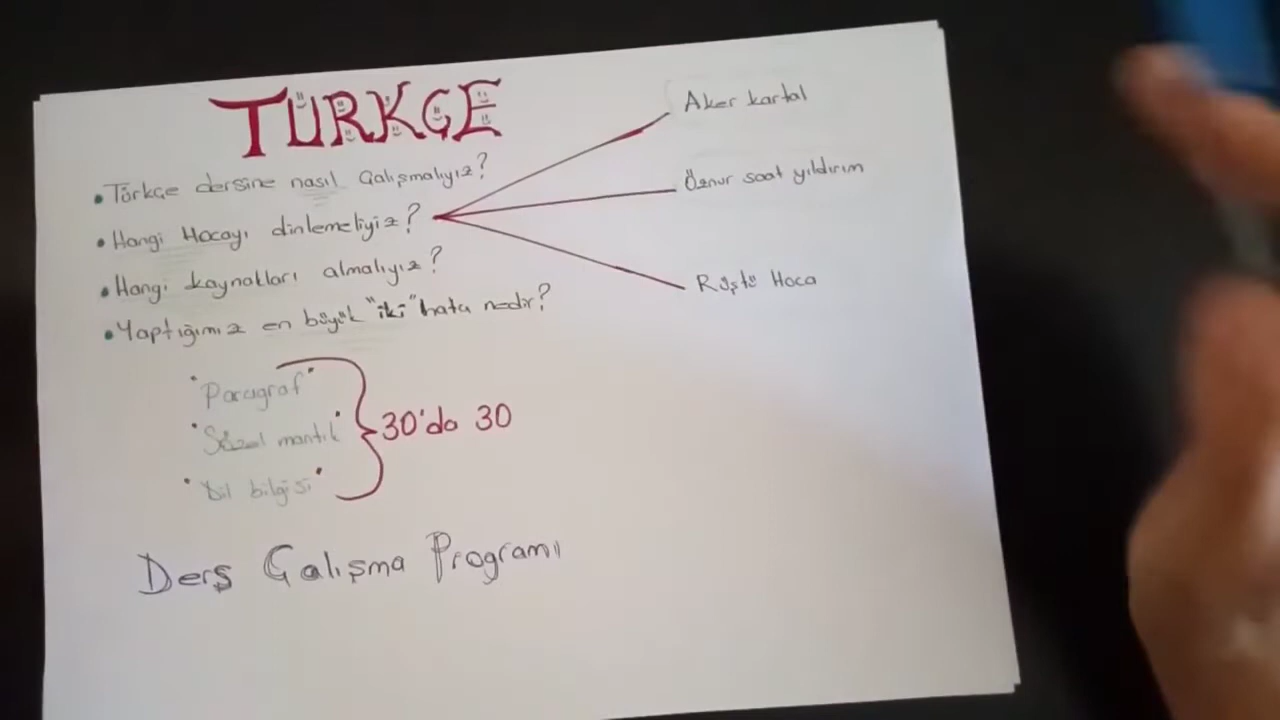 TÜRKÇE
• Türkçe dersine nasıl Çalışmalıyız?
• Hangi Hocayı dinlemeliyiz?
• Hangi kaynakları almalıyız?
• Yaptığımız en büyük "iki" hata nedir?
Aker kartal
Öznur saat yıldırım
Rüştü Hoca
"Paragraf"
"Sözel mantık"
"Dil bilgisi"
30'da 30
Ders Çalışma Programı